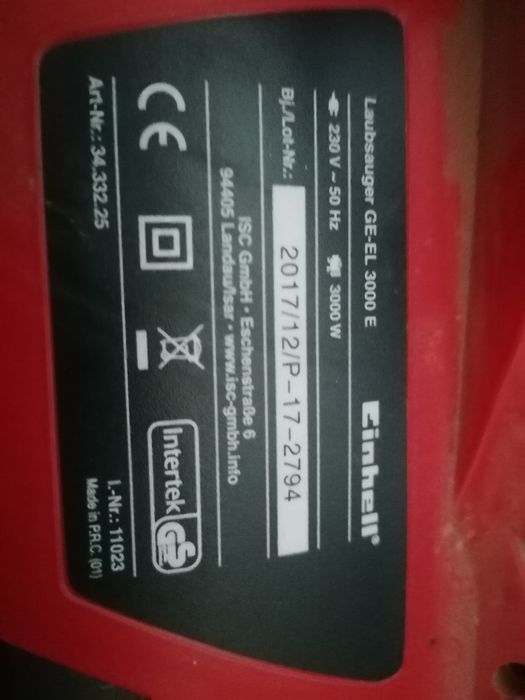 Laubsauger GE-EL 3000 E
Einhell®
230 V ~ 50 Hz 3000 W
Bj./Lot-Nr.: 2017/12/P-17-2794
ISC GmbH • Eschenstraße 6
94405 Landau/Isar • www.isc-gmbh.info
CE
Intertek
GS
Art-Nr.: 34.332.25
I.-Nr.: 11023
Made in P.R.C. (01)